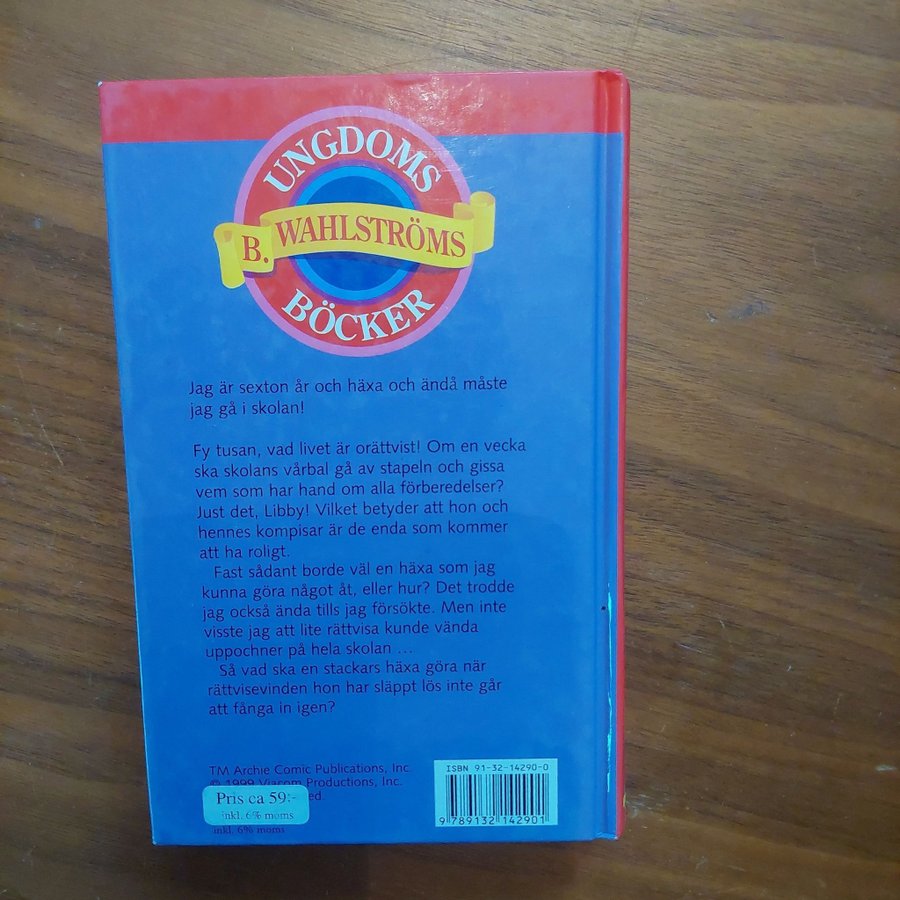 UNGDOMS
B. WAHLSTRÖMS
BÖCKER
Jag är sexton år och häxa och ändå måste
jag gå i skolan!
Fy tusan, vad livet är orättvist! Om en vecka
ska skolans vårbal gå av stapeln och gissa
vem som har hand om alla förberedelser?
Just det, Libby! Vilket betyder att hon och
hennes kompisar är de enda som kommer
att ha roligt.
Fast sådant borde väl en häxa som jag
kunna göra något åt, eller hur? Det trodde
jag också ända tills jag försökte. Men inte
visste jag att lite rättvisa kunde vända
uppochner på hela skolan ...
Så vad ska en stackars häxa göra när
rättvisevinden hon har släppt lös inte går
att fånga in igen?
TM Archie Comic Publications, Inc.
© 1999 Viacom Productions, Inc.
Pris ca 59:-
inkl. 6% moms
inkl. 6% moms
ISBN 91-32-14290-0
9 789132 142901